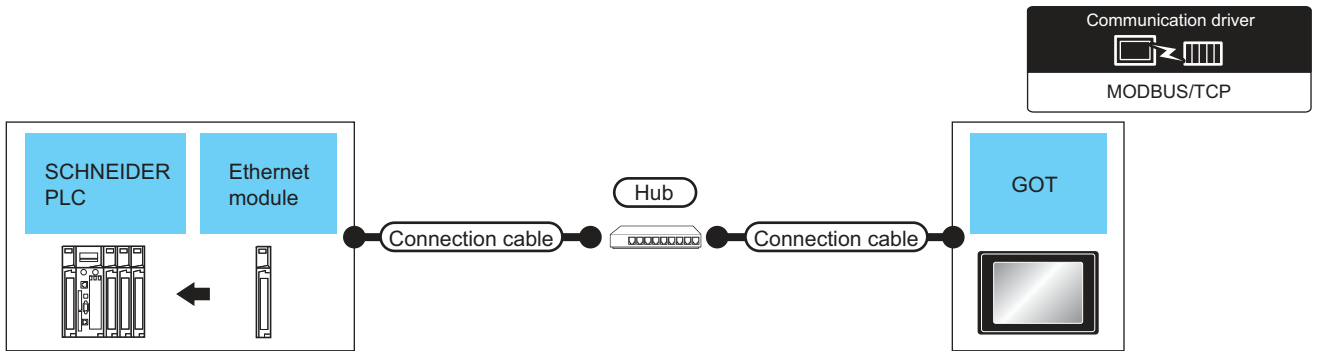 Communication driver
MODBUS/TCP
SCHNEIDER
PLC
Ethernet
module
Hub
GOT
Connection cable
Connection cable